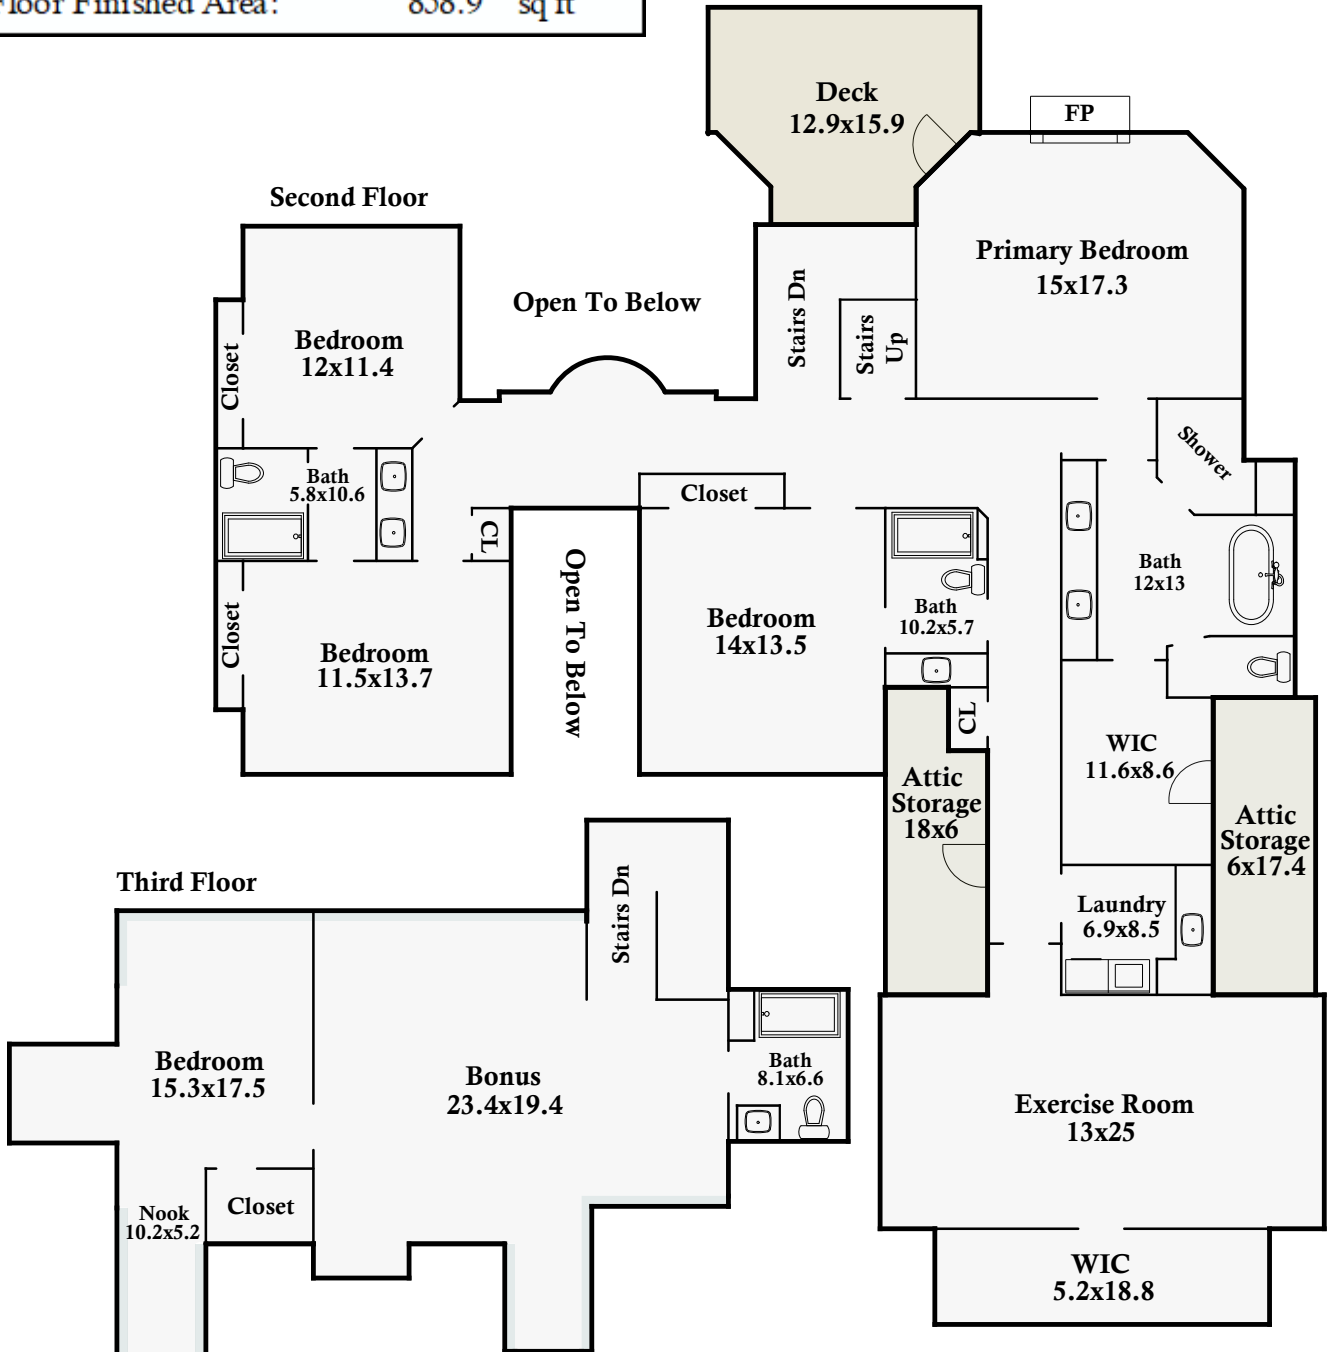 Floor Finished Area: 858.9 sq ft
Deck
12.9x15.9
FP
Second Floor
Primary Bedroom
15x17.3
Open To Below
Stairs Dn
Stairs
Up
Bedroom
12x11.4
Closet
Shower
Bath
5.8x10.6
Closet
CL
Open To Below
Bath
12x13
Closet
Bedroom
11.5x13.7
Bedroom
14x13.5
Bath
10.2x5.7
CL
WIC
11.6x8.6
Attic
Storage
18x6
Attic
Storage
6x17.4
Third Floor
Stairs Dn
Laundry
6.9x8.5
Bedroom
15.3x17.5
Bonus
23.4x19.4
Bath
8.1x6.6
Exercise Room
13x25
Nook
10.2x5.2
Closet
WIC
5.2x18.8